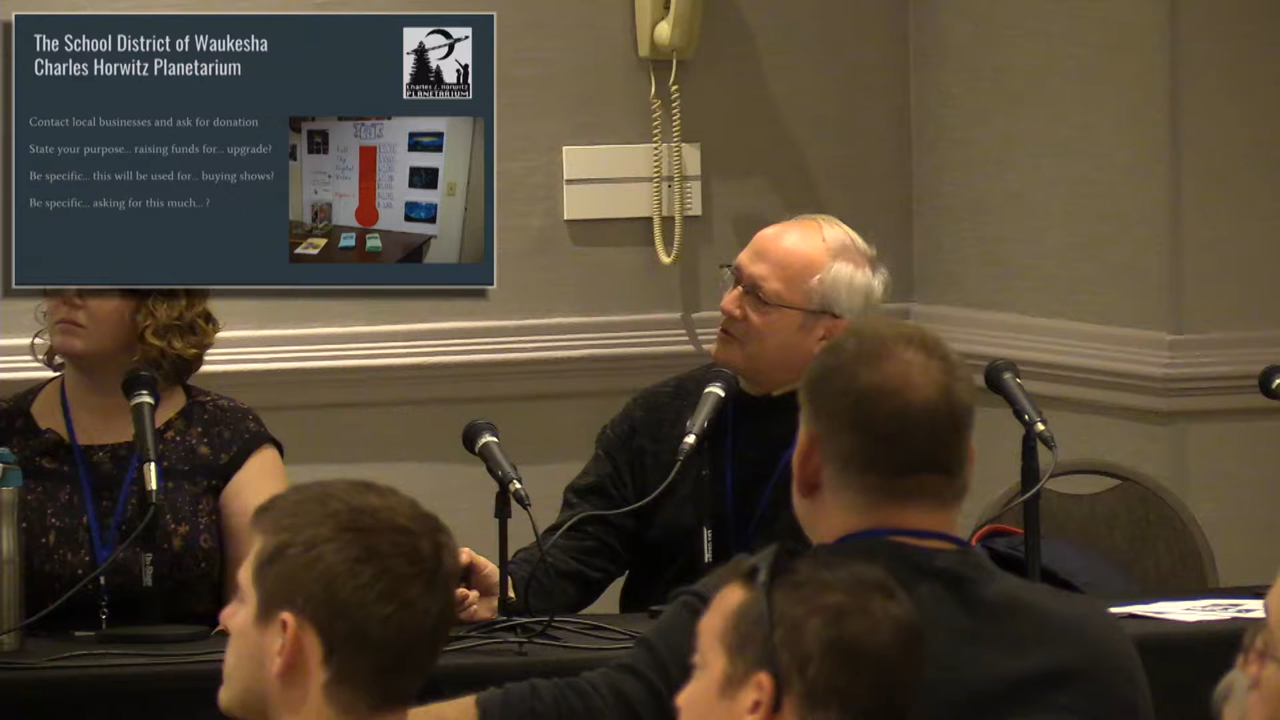 The School District of Waukesha
Charles Horwitz Planetarium
Charles Z. Horwitz
PLANETARIUM
Contact local businesses and ask for donation
State your purpose... raising funds for... upgrade?
Be specific... this will be used for... buying shows?
Be specific... asking for this much... ?